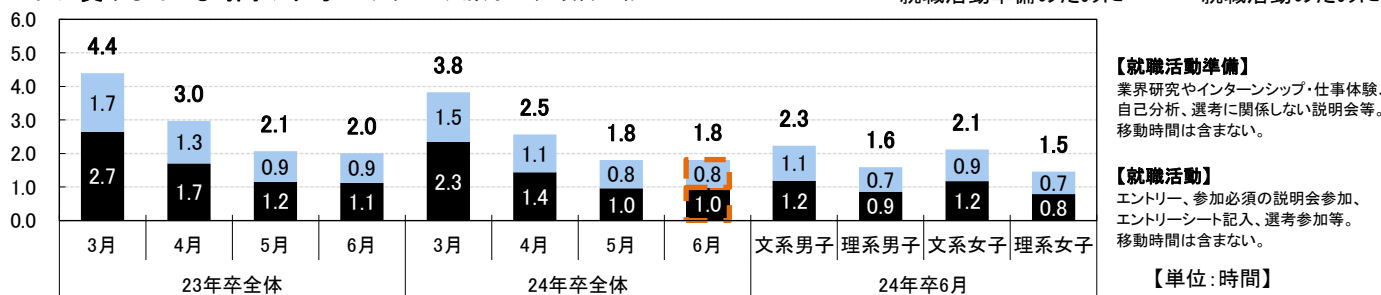 就職活動準備のために
就職活動のために
6.0
5.0
4.0
3.0
2.0
1.0
0.0
4.4 3.0 2.1 2.0 3.8 2.5 1.8 1.8 2.3 1.6 2.1 1.5
1.7 1.3 0.9 0.9 1.5 1.1 0.8 0.8 1.1 0.7 0.9 0.7
2.7 1.7 1.2 1.1 2.3 1.4 1.0 1.0 1.2 0.9 1.2 0.8
3月 4月 5月 6月 3月 4月 5月 6月 文系男子 理系男子 文系女子 理系女子
23年卒全体 24年卒全体 24年卒6月
【就職活動準備】
業界研究やインターンシップ・仕事体験、
自己分析、選考に関係しない説明会等。
移動時間は含まない。
【就職活動】
エントリー、参加必須の説明会参加、
エントリーシート記入、選考参加等。
移動時間は含まない。
【単位：時間】